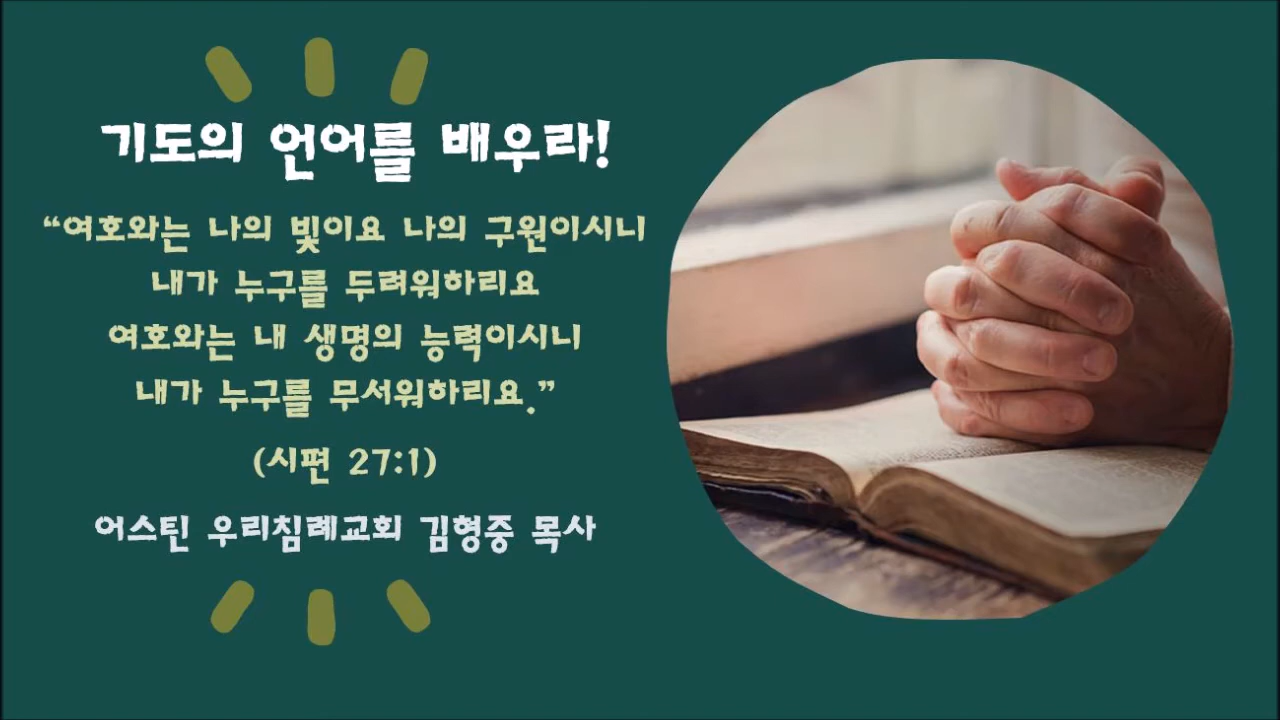 기도의 언어를 배우라!
“여호와는 나의 빛이요 나의 구원이시니
내가 누구를 두려워하리요
여호와는 내 생명의 능력이시니
내가 누구를 무서워하리요.”
(시편 27:1)
어스틴 우리침례교회 김형중 목사